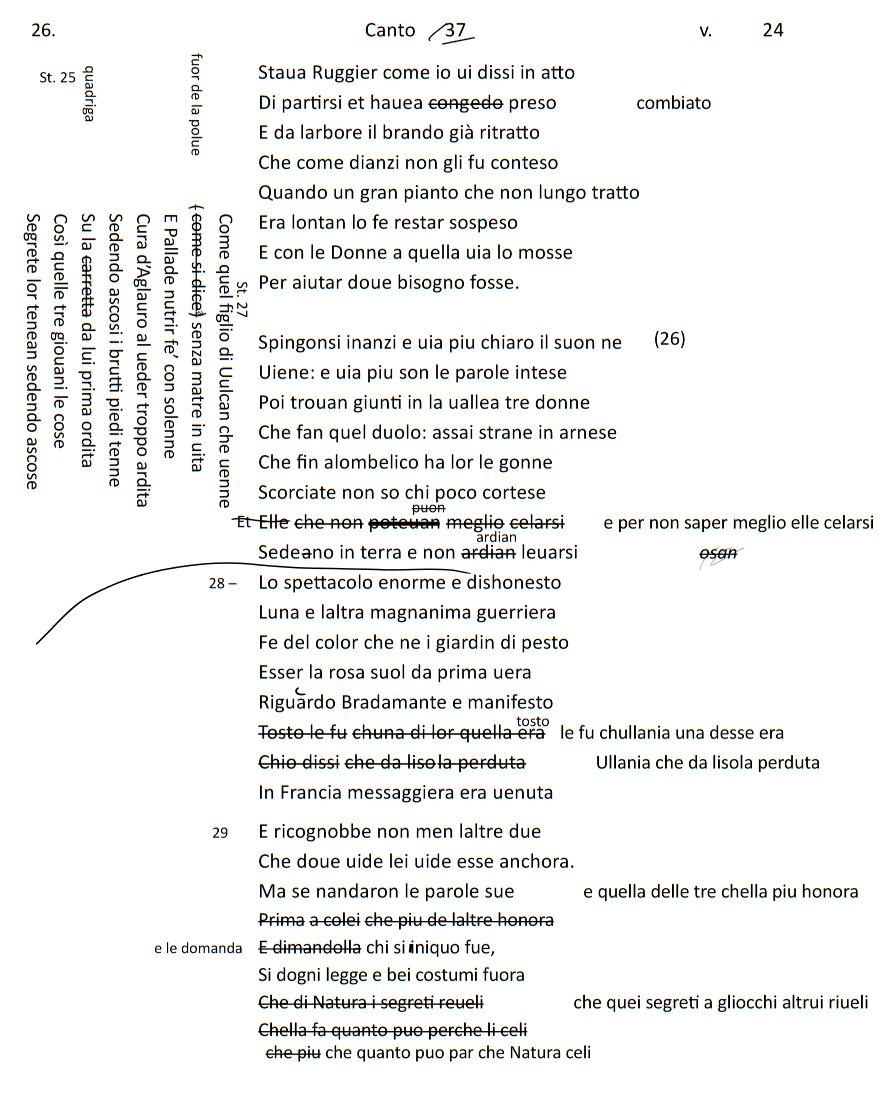 26. Canto 37 v. 24
St. 25
quadriga
fuor de la polue
Staua Ruggier come io ui dissi in atto
Di partirsi et hauea congedo preso combiato
E da larbore il brando già ritratto
Che come dianzi non gli fu conteso
Quando un gran pianto che non lungo tratto
Era lontan lo fe restar sospeso
E con le Donne a quella uia lo mosse
Per aiutar doue bisogno fosse.
St. 27
Come quel figlio di Uulcan che uenne
(come si dice) senza matre in uita
E Pallade nutrir fe’ con solenne
Cura d’Aglauro al ueder troppo ardita
Sedendo ascosi i brutti piedi tenne
Su la carretta da lui prima ordita
Così quelle tre giouani le cose
Segrete lor tenean sedendo ascose
Spingonsi inanzi e uia piu chiaro il suon ne (26)
Uiene: e uia piu son le parole intese
Poi trouan giunti in la uallea tre donne
Che fan quel duolo: assai strane in arnese
Che fin alombelico ha lor le gonne
Scorciate non so chi poco cortese
puon
Et Elle che non poteuan meglio celarsi e per non saper meglio elle celarsi
ardian
Sedeano in terra e non ardian leuarsi osan
28 – Lo spettacolo enorme e dishonesto
Luna e laltra magnanima guerriera
Fe del color che ne i giardin di pesto
Esser la rosa suol da prima uera
Riguardo Bradamante e manifesto
tosto
Tosto le fu chuna di lor quella era le fu chullania una desse era
Chio dissi che da lisola perduta Ullania che da lisola perduta
In Francia messaggiera era uenuta
29 E ricognobbe non men laltre due
Che doue uide lei uide esse anchora.
Ma se nandaron le parole sue e quella delle tre chella piu honora
Prima a colei che piu de laltre honora
e le domanda E dimandolla chi si iniquo fue,
Si dogni legge e bei costumi fuora
Che di Natura i segreti reueli che quei segreti a gliocchi altrui riueli
Chella fa quanto puo perche li celi
che piu che quanto puo par che Natura celi